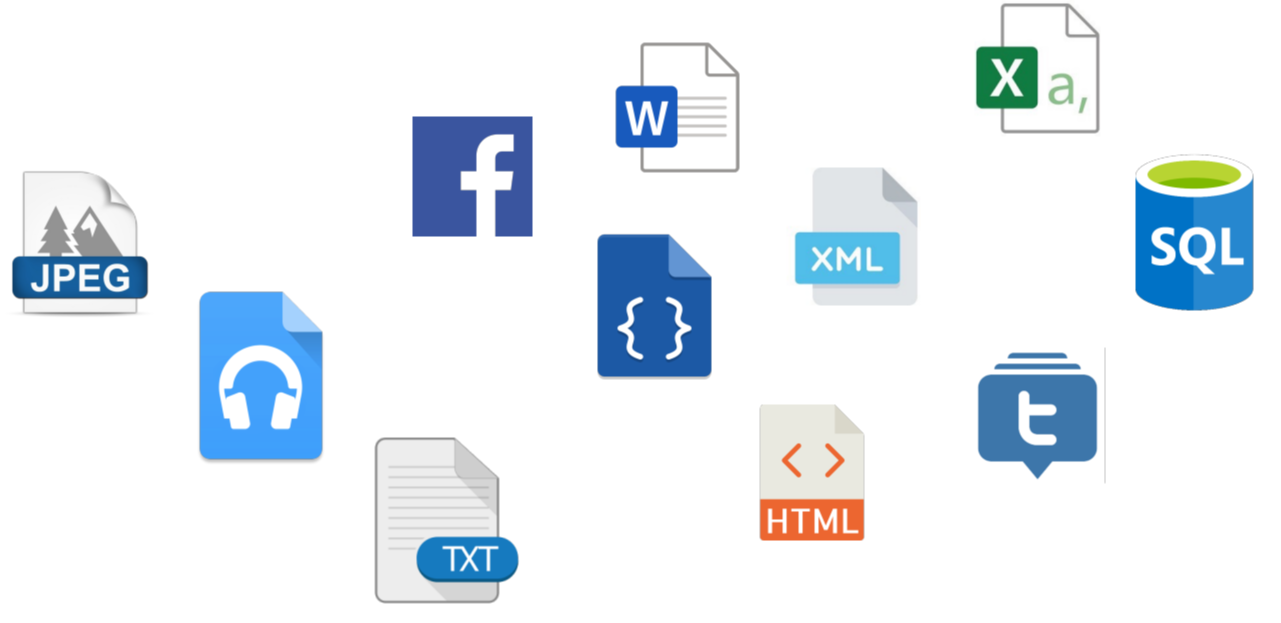 X a,
W
f
JPEG
XML
SQL
{ }
t
< >
HTML
TXT